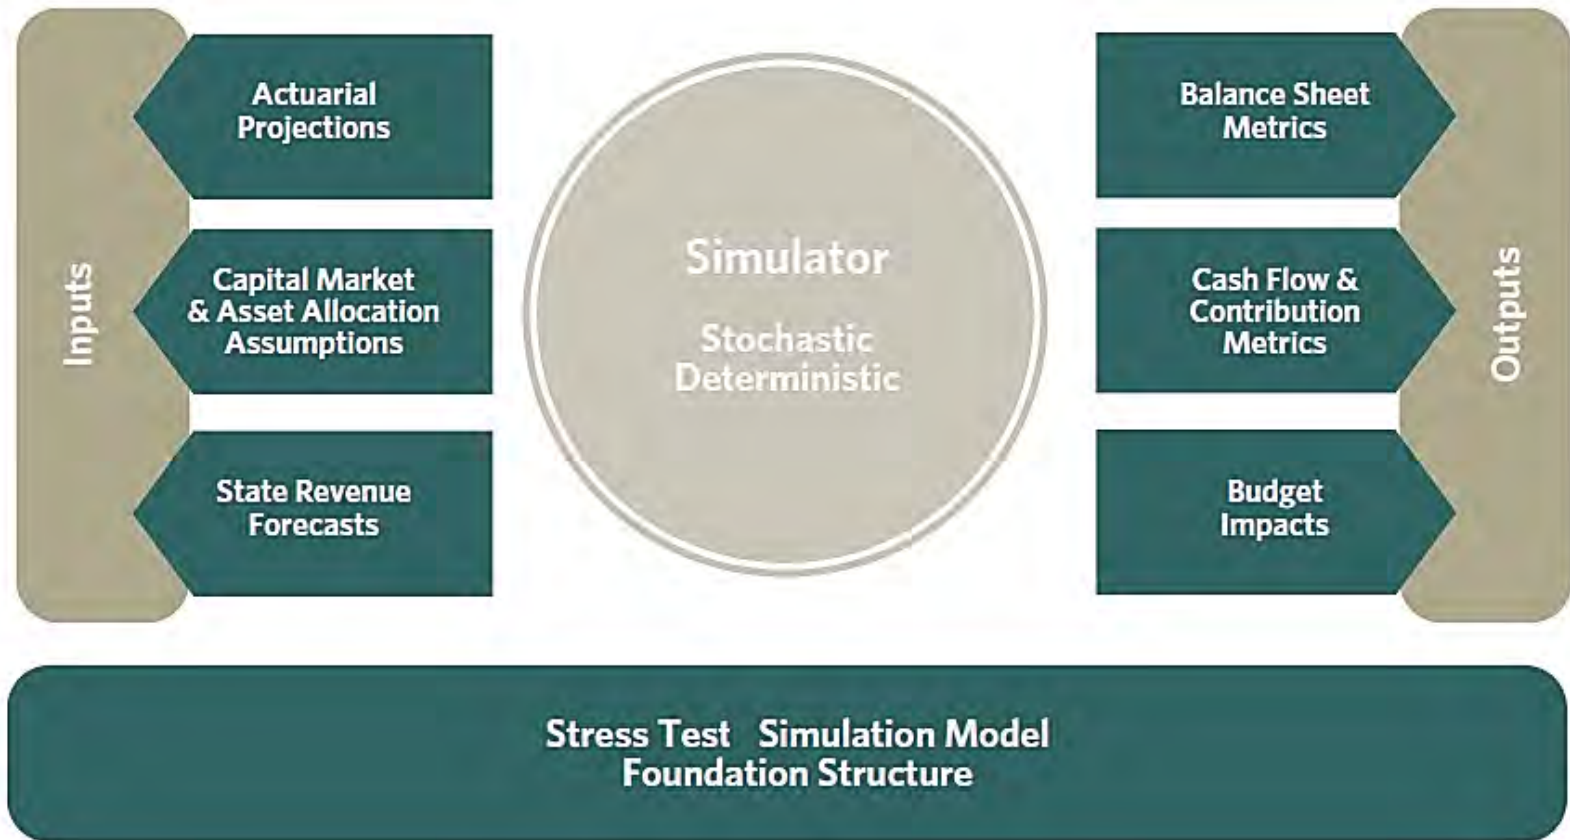 Inputs
Actuarial
Projections
Capital Market
& Asset Allocation
Assumptions
State Revenue
Forecasts
Simulator
Stochastic
Deterministic
Balance Sheet
Metrics
Cash Flow &
Contribution
Metrics
Budget
Impacts
Outputs
Stress Test Simulation Model
Foundation Structure